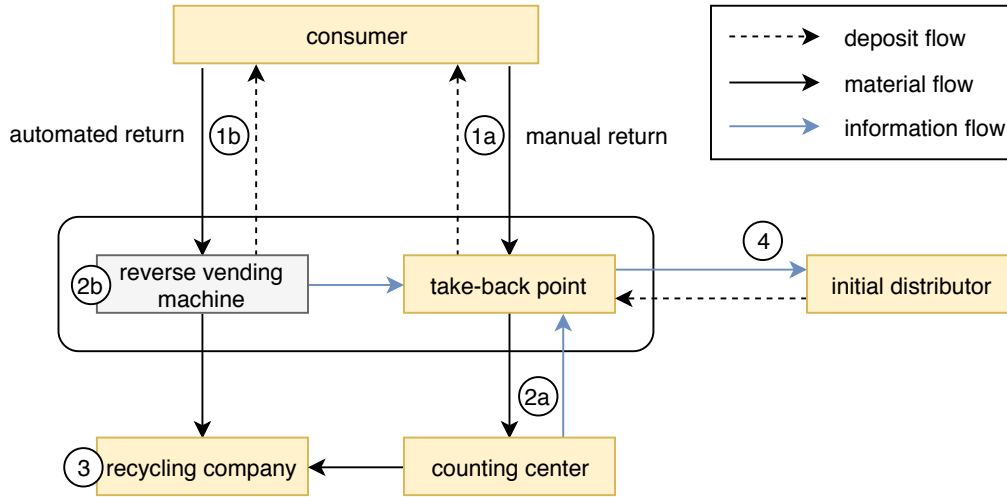 consumer
deposit flow
material flow
information flow
automated return
1b
1a
manual return
4
2b
reverse vending
machine
take-back point
initial distributor
2a
3
recycling company
counting center